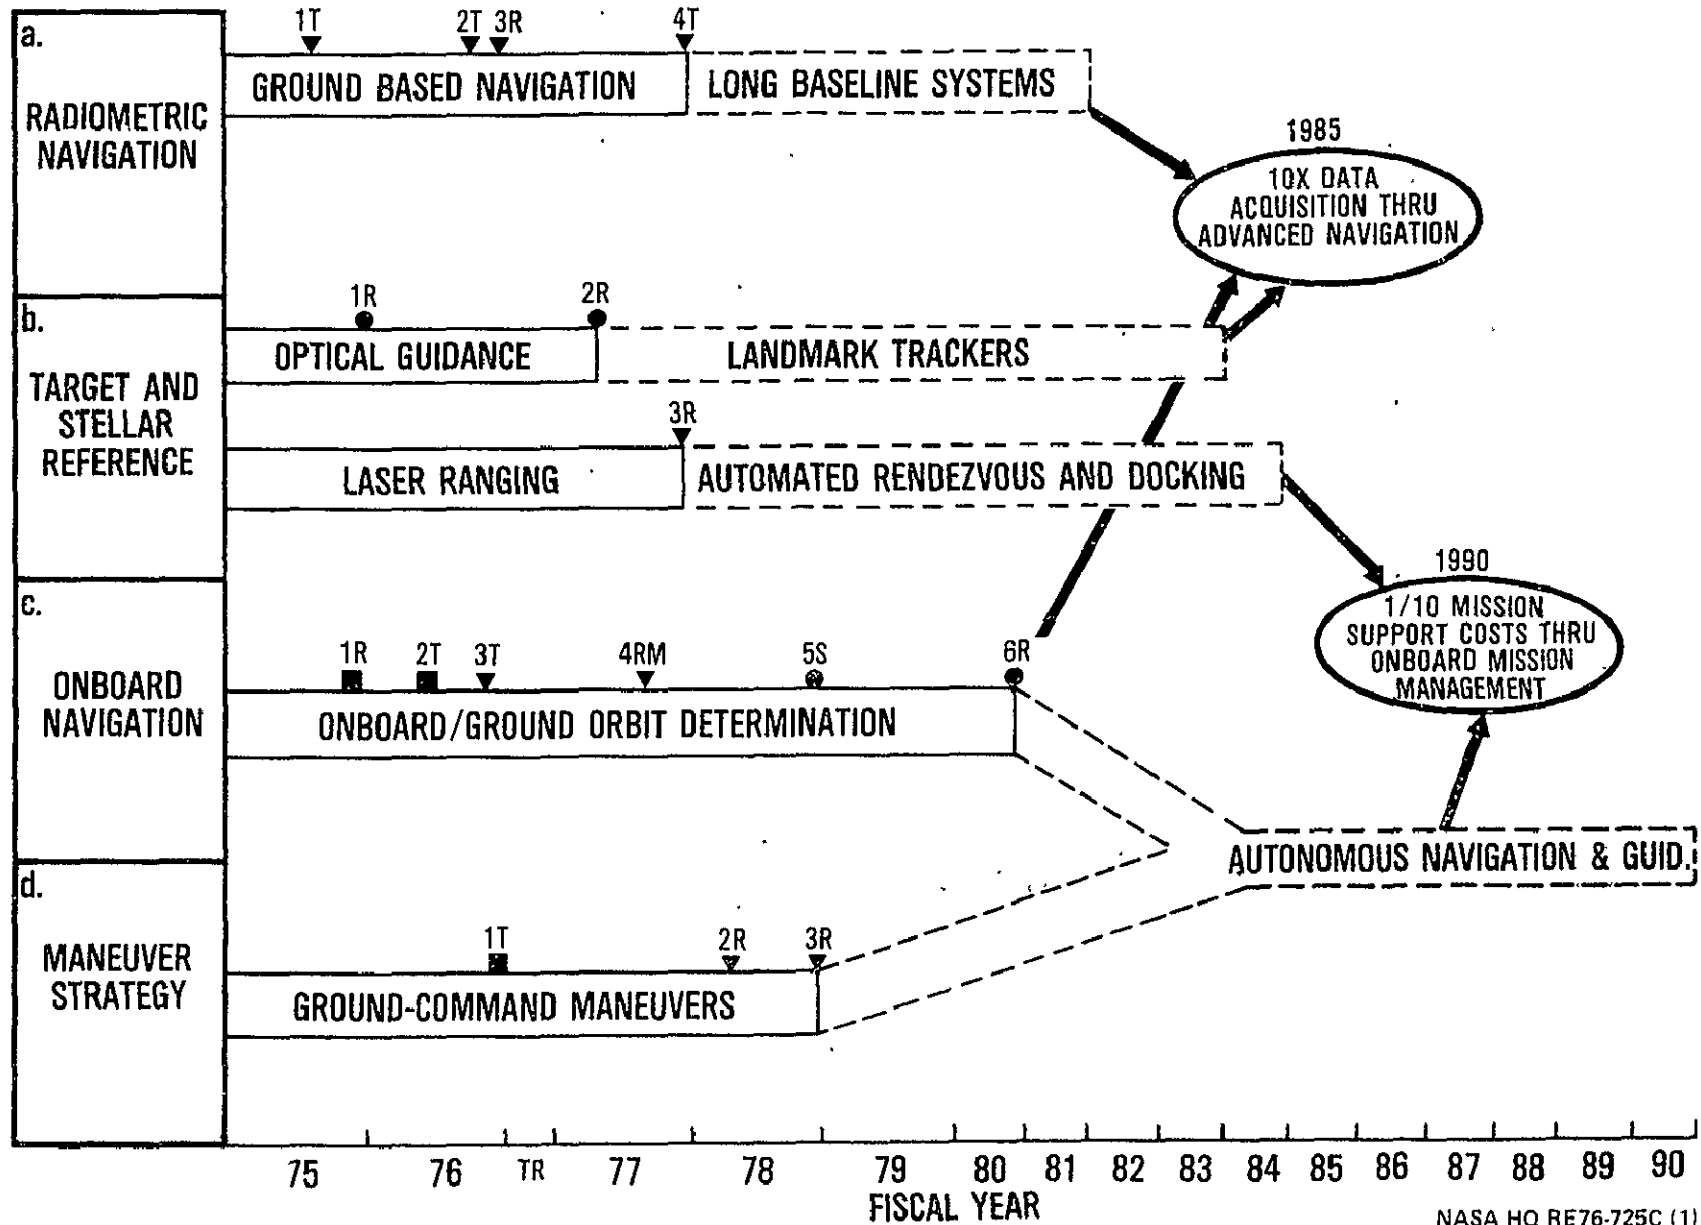 a.
RADIOMETRIC
NAVIGATION
1T 2T 3R 4T
GROUND BASED NAVIGATION
LONG BASELINE SYSTEMS
1985
10X DATA
ACQUISITION THRU
ADVANCED NAVIGATION
b.
TARGET AND
STELLAR
REFERENCE
1R 2R
OPTICAL GUIDANCE
LANDMARK TRACKERS
3R
LASER RANGING
AUTOMATED RENDEZVOUS AND DOCKING
1990
1/10 MISSION
SUPPORT COSTS THRU
ONBOARD MISSION
MANAGEMENT
c.
ONBOARD
NAVIGATION
1R 2T 3T 4RM 5S 6R
ONBOARD/GROUND ORBIT DETERMINATION
AUTONOMOUS NAVIGATION & GUID.
d.
MANEUVER
STRATEGY
1T 2R 3R
GROUND-COMMAND MANEUVERS
75 76 TR 77 78 79 80 81 82 83 84 85 86 87 88 89 90
FISCAL YEAR
NASA HQ RE76-725C (1)